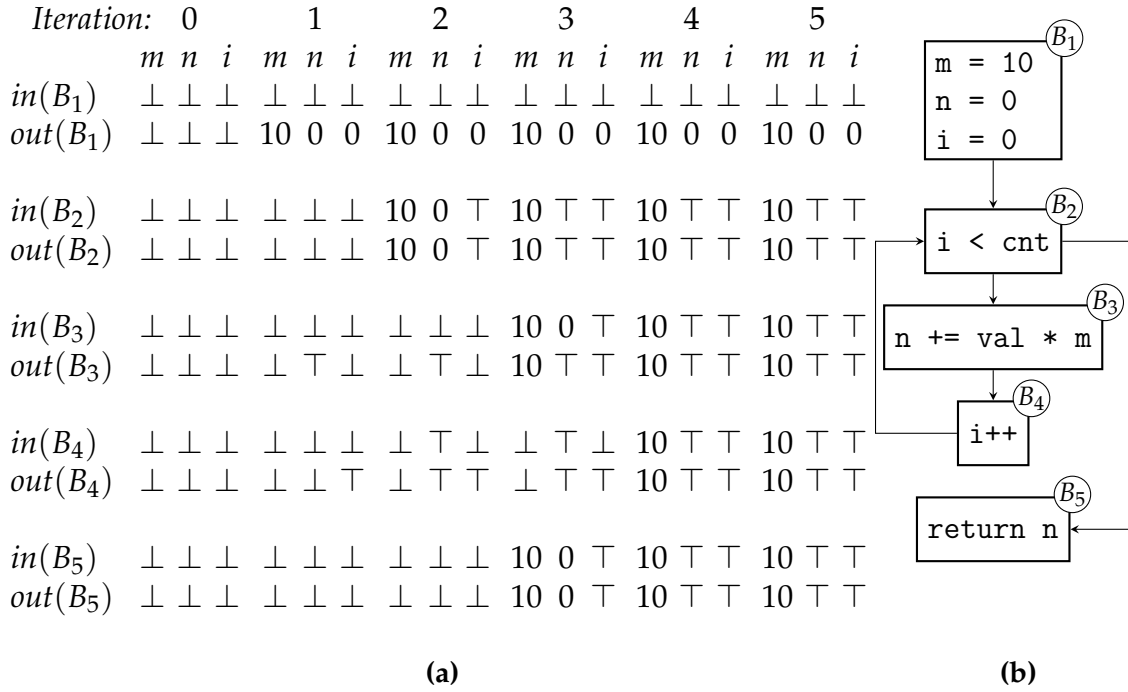 Iteration: 0 1 2 3 4 5
m n i m n i m n i m n i m n i m n i
in(B1) ⊥ ⊥ ⊥ ⊥ ⊥ ⊥ ⊥ ⊥ ⊥ ⊥ ⊥ ⊥ ⊥ ⊥ ⊥ ⊥ ⊥ ⊥
out(B1) ⊥ ⊥ ⊥ 10 0 0 10 0 0 10 0 0 10 0 0 10 0 0
in(B2) ⊥ ⊥ ⊥ ⊥ ⊥ ⊥ 10 0 ⊤ 10 ⊤ ⊤ 10 ⊤ ⊤ 10 ⊤ ⊤
out(B2) ⊥ ⊥ ⊥ ⊥ ⊥ ⊥ 10 0 ⊤ 10 ⊤ ⊤ 10 ⊤ ⊤ 10 ⊤ ⊤
in(B3) ⊥ ⊥ ⊥ ⊥ ⊥ ⊥ ⊥ ⊥ ⊥ 10 0 ⊤ 10 ⊤ ⊤ 10 ⊤ ⊤
out(B3) ⊥ ⊥ ⊥ ⊥ ⊤ ⊥ ⊥ ⊤ ⊥ 10 ⊤ ⊤ 10 ⊤ ⊤ 10 ⊤ ⊤
in(B4) ⊥ ⊥ ⊥ ⊥ ⊥ ⊥ ⊥ ⊤ ⊥ ⊥ ⊤ ⊥ 10 ⊤ ⊤ 10 ⊤ ⊤
out(B4) ⊥ ⊥ ⊥ ⊥ ⊥ ⊤ ⊥ ⊤ ⊤ ⊥ ⊤ ⊤ 10 ⊤ ⊤ 10 ⊤ ⊤
in(B5) ⊥ ⊥ ⊥ ⊥ ⊥ ⊥ ⊥ ⊥ ⊥ 10 0 ⊤ 10 ⊤ ⊤ 10 ⊤ ⊤
out(B5) ⊥ ⊥ ⊥ ⊥ ⊥ ⊥ ⊥ ⊥ ⊥ 10 0 ⊤ 10 ⊤ ⊤ 10 ⊤ ⊤
(a)
B1
m = 10
n = 0
i = 0
B2
i < cnt
B3
n += val * m
B4
i++
B5
return n
(b)